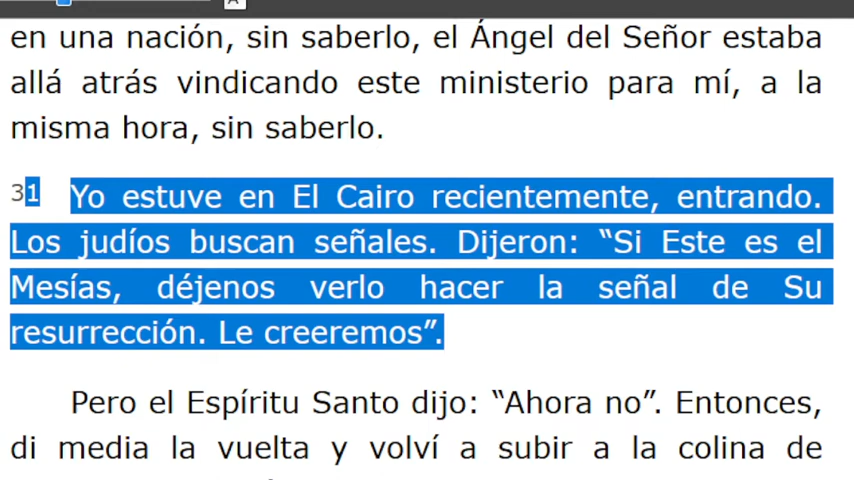 en una nación, sin saberlo, el Ángel del Señor estaba
allá atrás vindicando este ministerio para mí, a la
misma hora, sin saberlo.
31 Yo estuve en El Cairo recientemente, entrando.
Los judíos buscan señales. Dijeron: “Si Este es el
Mesías, déjenos verlo hacer la señal de Su
resurrección. Le creeremos”.
Pero el Espíritu Santo dijo: “Ahora no”. Entonces,
di media la vuelta y volví a subir a la colina de